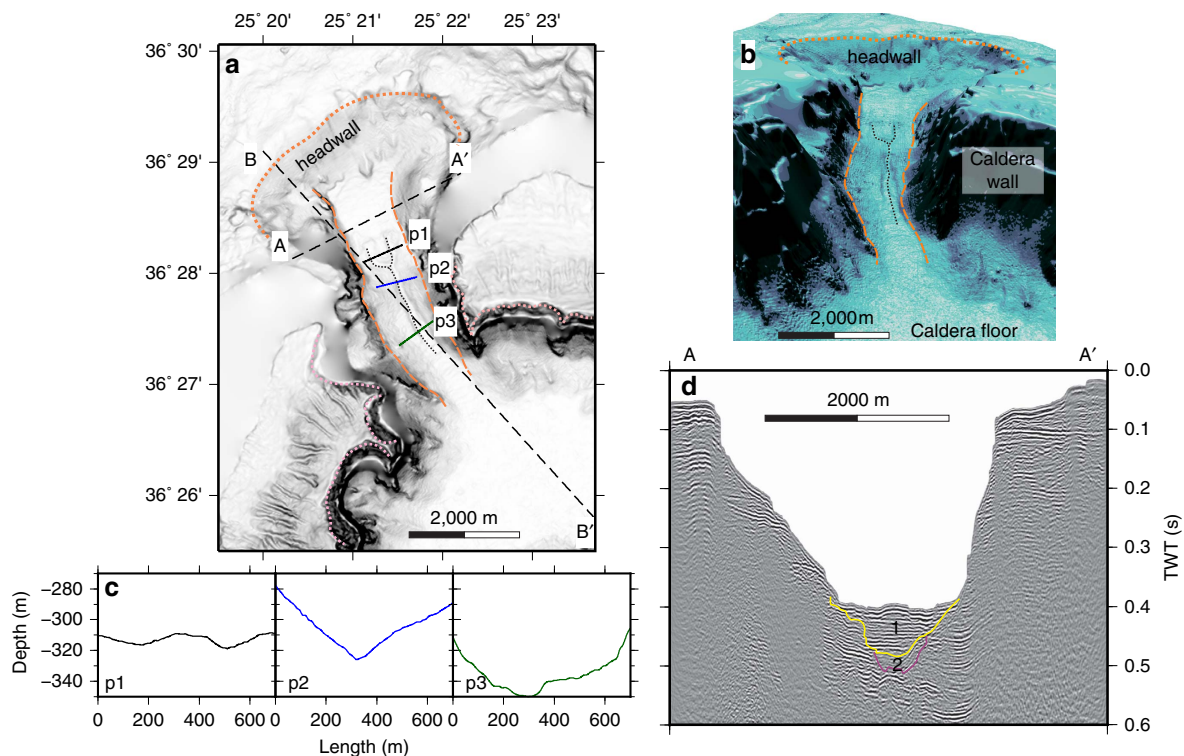 25˚ 20' 25˚ 21' 25˚ 22' 25˚ 23'
36˚ 30'
36˚ 29'
36˚ 28'
36˚ 27'
36˚ 26'
a
headwall
B
A′
A
p1
p2
p3
2,000 m
B′
b
headwall
Caldera
wall
2,000m
Caldera floor
c
Depth (m)
−280
−300
−320
−340
p1 p2 p3
0 200 400 600 0 200 400 600 0 200 400 600
Length (m)
A A′
d
2000 m
1
2
0.0
0.1
0.2
0.3
0.4
0.5
0.6
TWT (s)